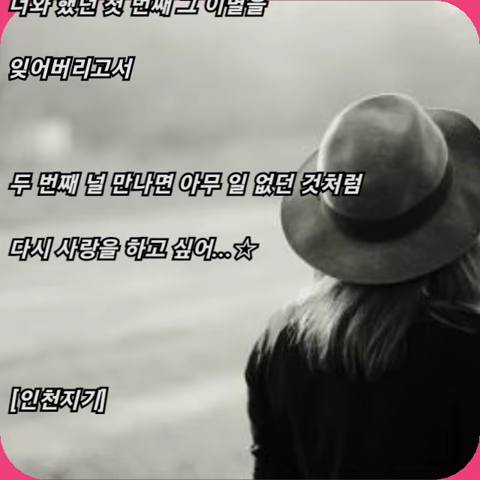 너와 했던 첫 번째 그 이별을
잊어버리고서
두 번째 널 만나면 아무 일 없던 것처럼
다시 사랑을 하고 싶어...☆
[인천지기]